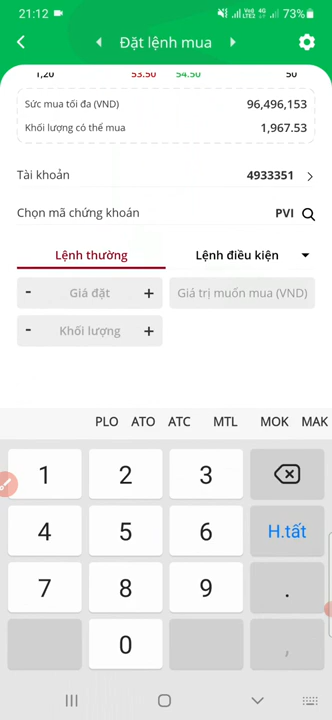 21:12 Vo)) LTE2 4G 73%
Đặt lệnh mua
1,20 53.50 54.50 50
Sức mua tối đa (VND) 96,496,153
Khối lượng có thể mua 1,967.53
Tài khoản 4933351
Chọn mã chứng khoán PVI
Lệnh thường Lệnh điều kiện
- Giá đặt + Giá trị muốn mua (VND)
- Khối lượng +
PLO ATO ATC MTL MOK MAK
1 2 3
4 5 6 H.tất
7 8 9 .
0 ,